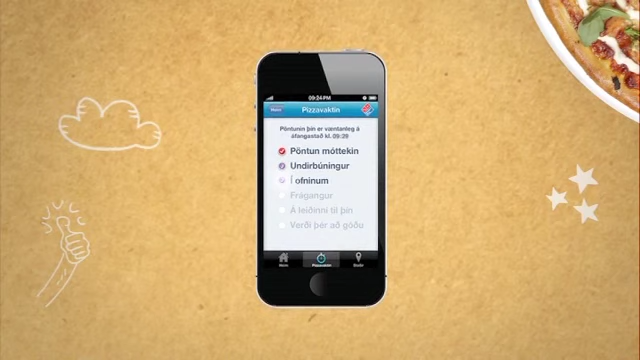 09:24 PM
Pizzavaktin
Pöntunin þín er væntanleg á
áfangastað kl. 09:29
Pöntun móttekin
Undirbúningur
Í ofninum
Frágangur
Á leiðinni til þín
Verði þér að góðu
Pizzavaktin